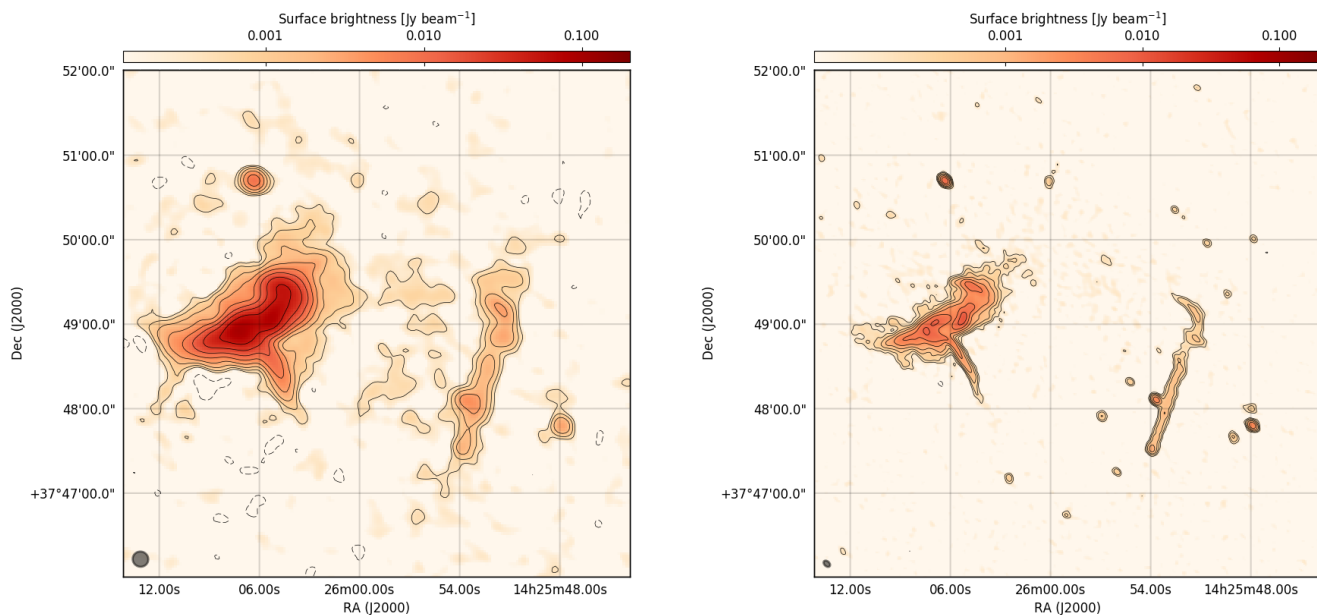 Surface brightness [Jy beam⁻¹]
0.001 0.010 0.100
52'00.0"
51'00.0"
50'00.0"
49'00.0"
48'00.0"
+37°47'00.0"
Dec (J2000)
12.00s 06.00s 26m00.00s 54.00s 14h25m48.00s
RA (J2000)
Surface brightness [Jy beam⁻¹]
0.001 0.010 0.100
52'00.0"
51'00.0"
50'00.0"
49'00.0"
48'00.0"
+37°47'00.0"
Dec (J2000)
12.00s 06.00s 26m00.00s 54.00s 14h25m48.00s
RA (J2000)